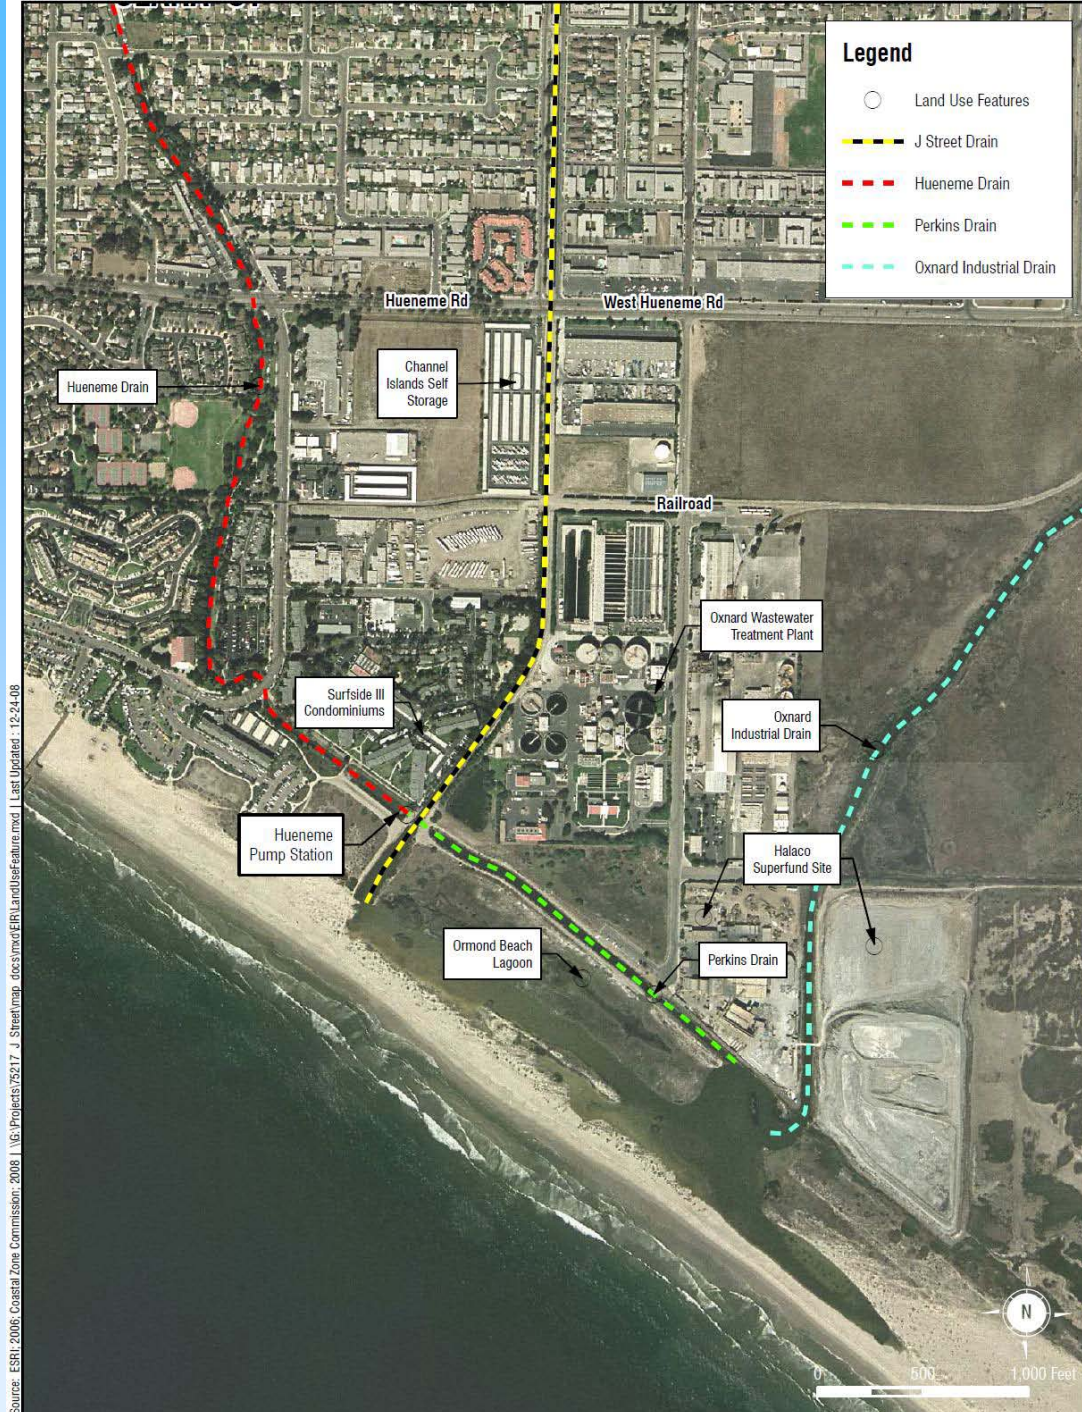 Legend
Land Use Features
J Street Drain
Hueneme Drain
Perkins Drain
Oxnard Industrial Drain
Hueneme Rd
West Hueneme Rd
Hueneme Drain
Channel
Islands Self
Storage
Railroad
Oxnard Wastewater
Treatment Plant
Surfside III
Condominiums
Oxnard
Industrial Drain
Hueneme
Pump Station
Halaco
Superfund Site
Ormond Beach
Lagoon
Perkins Drain
N
0 500 1,000 Feet
Source: ESRI; 2006; Coastal Zone Commission; 2008 | \\G:\Projects\75217_J_Street\map_docs\mxd\EIR\LandUseFeature.mxd | Last Updated : 12-24-08